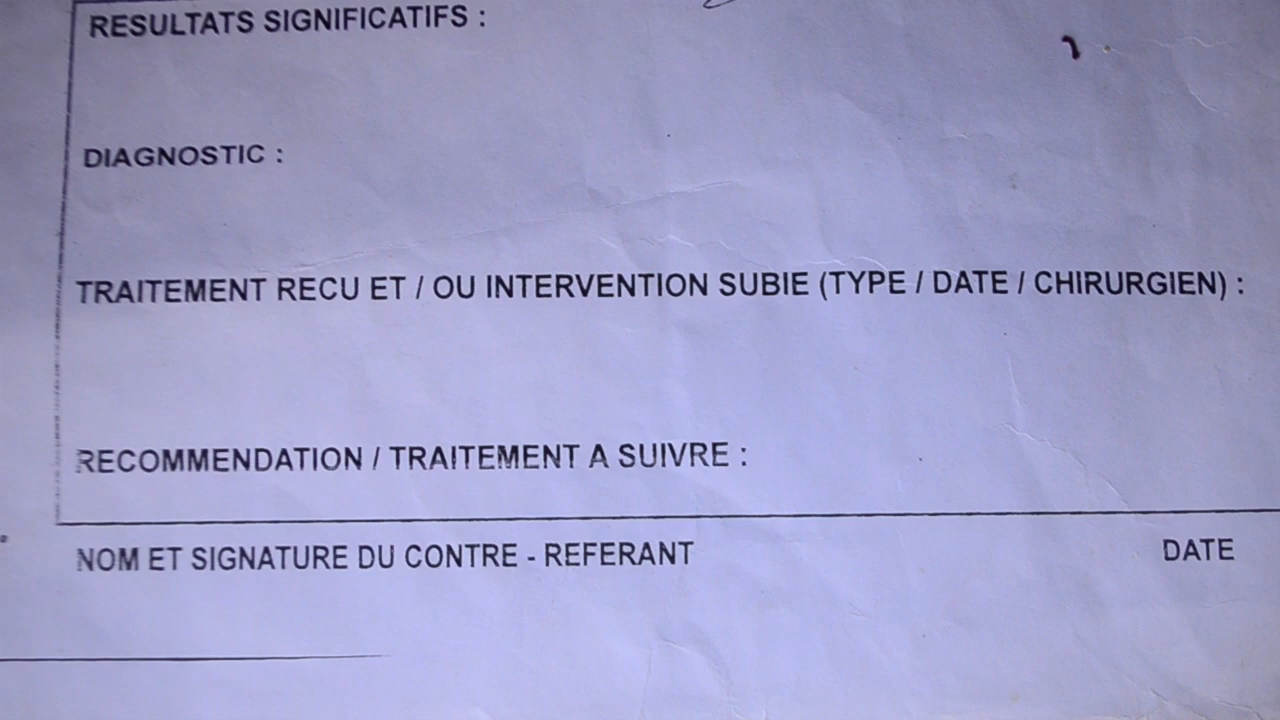 RESULTATS SIGNIFICATIFS :
DIAGNOSTIC :
TRAITEMENT RECU ET / OU INTERVENTION SUBIE (TYPE / DATE / CHIRURGIEN) :
RECOMMENDATION / TRAITEMENT A SUIVRE :
NOM ET SIGNATURE DU CONTRE - REFERANT DATE